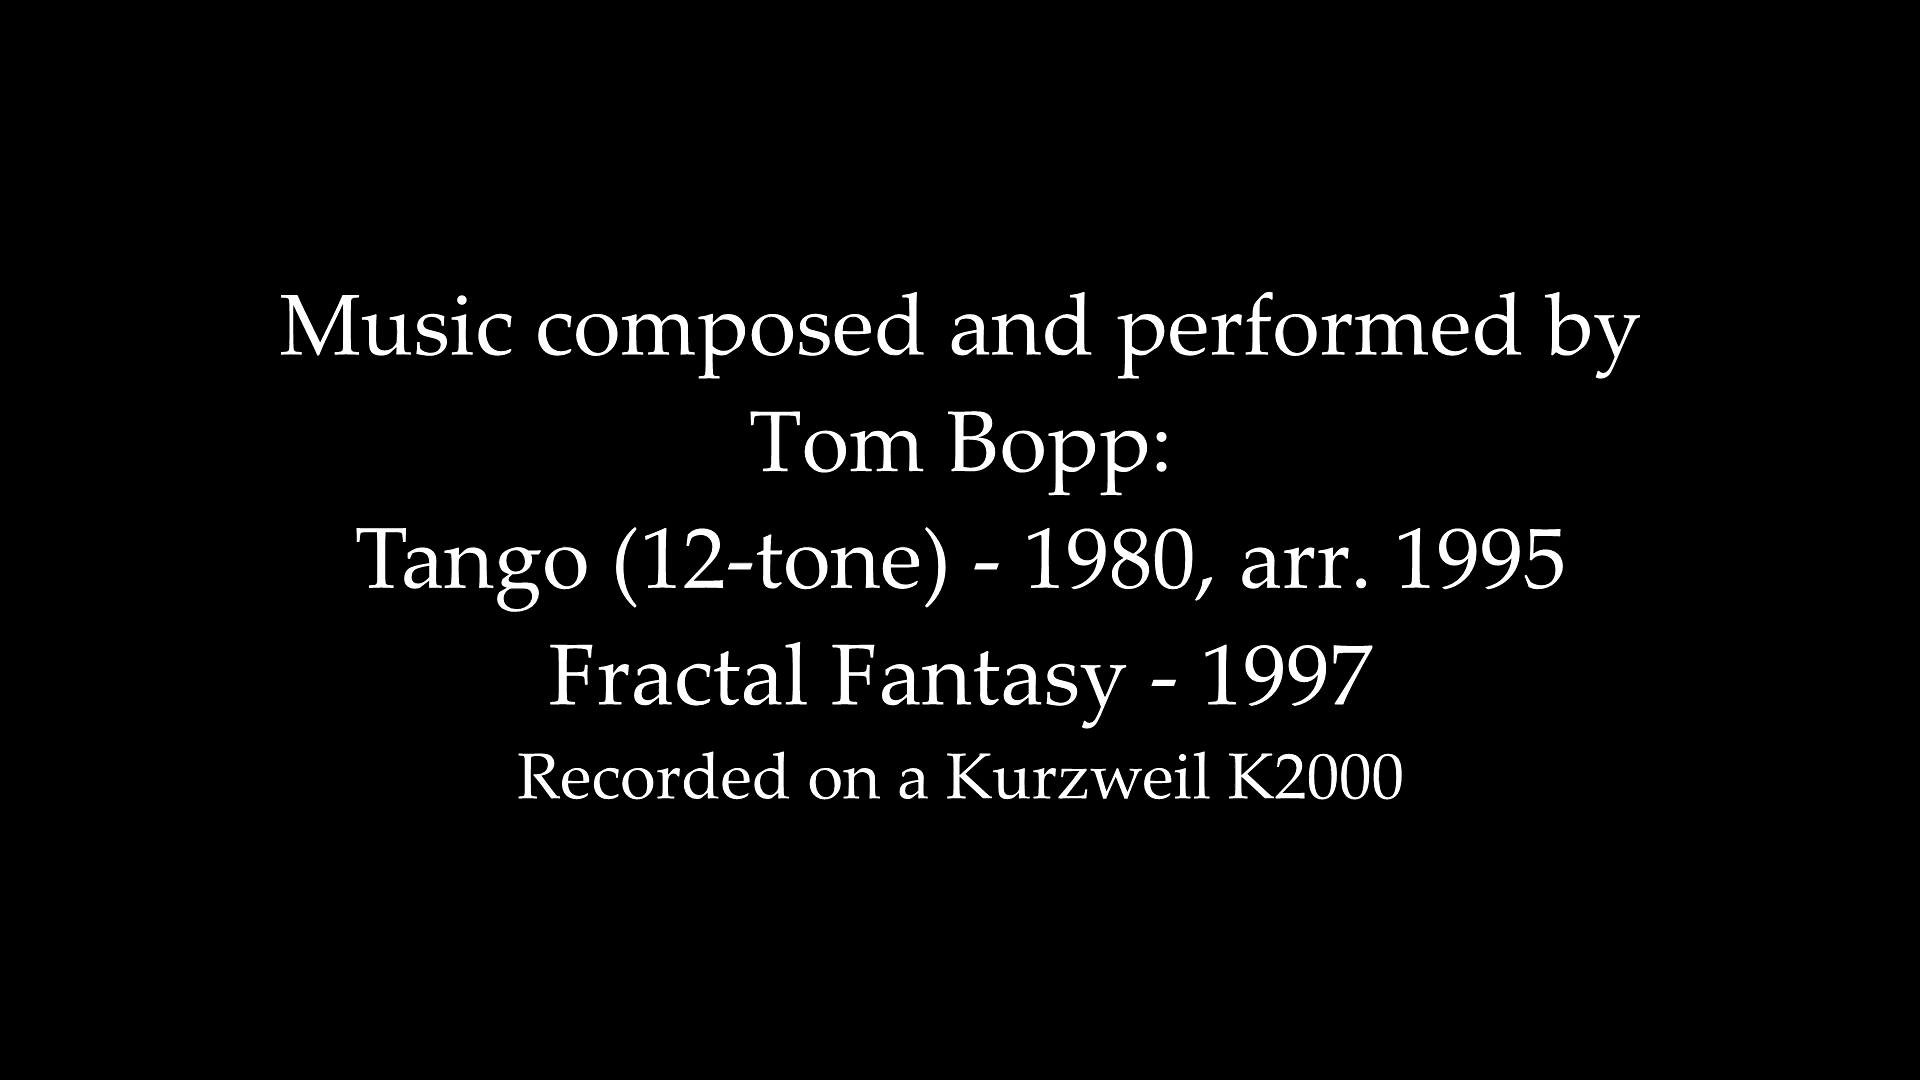 Music composed and performed by
Tom Bopp:
Tango (12-tone) - 1980, arr. 1995
Fractal Fantasy - 1997
Recorded on a Kurzweil K2000